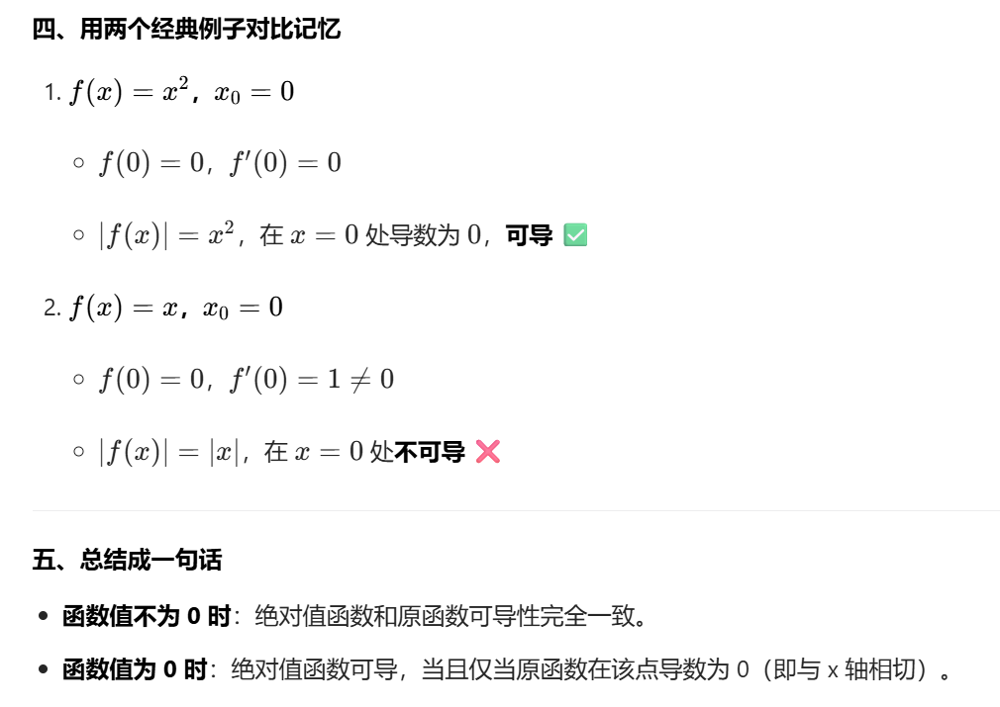 四、用两个经典例子对比记忆
1. f(x) = x²，x₀ = 0
○ f(0) = 0，f′(0) = 0
○ |f(x)| = x²，在 x = 0 处导数为 0，可导 ✅
2. f(x) = x，x₀ = 0
○ f(0) = 0，f′(0) = 1 ≠ 0
○ |f(x)| = |x|，在 x = 0 处不可导 ❌
五、总结成一句话
• 函数值不为 0 时：绝对值函数和原函数可导性完全一致。
• 函数值为 0 时：绝对值函数可导，当且仅当原函数在该点导数为 0（即与 x 轴相切）。